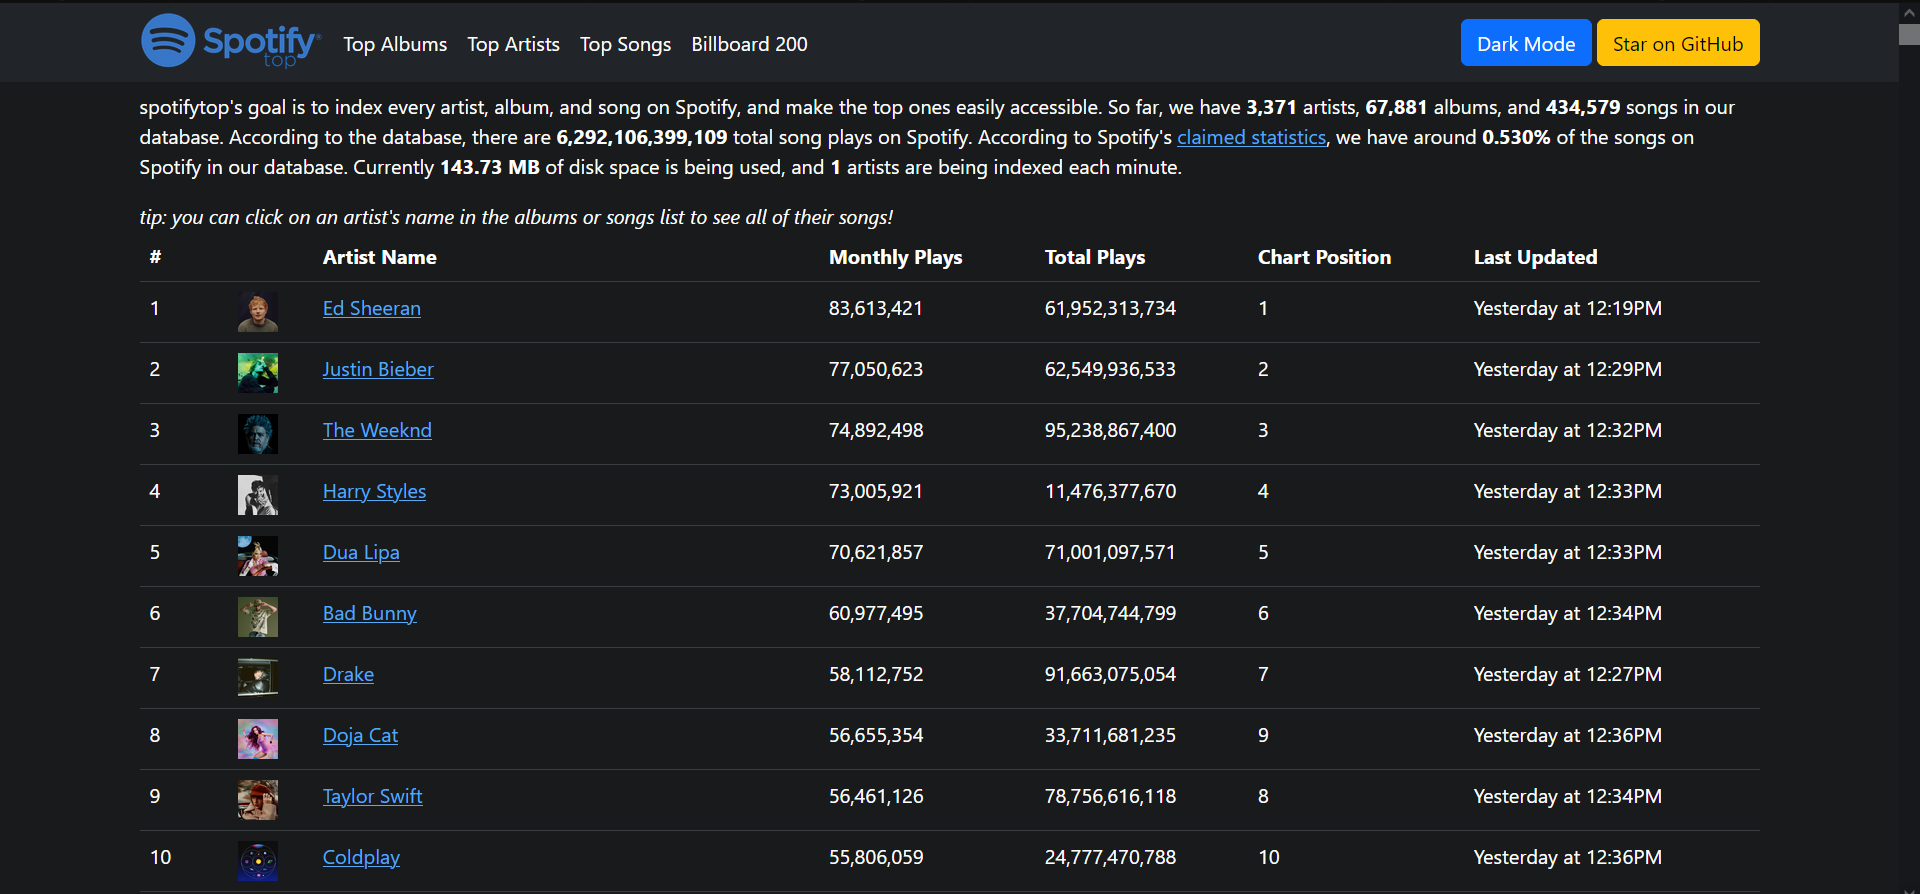 Spotify top Top Albums Top Artists Top Songs Billboard 200 Dark Mode Star on GitHub
spotifytop's goal is to index every artist, album, and song on Spotify, and make the top ones easily accessible. So far, we have 3,371 artists, 67,881 albums, and 434,579 songs in our
database. According to the database, there are 6,292,106,399,109 total song plays on Spotify. According to Spotify's claimed statistics, we have around 0.530% of the songs on
Spotify in our database. Currently 143.73 MB of disk space is being used, and 1 artists are being indexed each minute.
tip: you can click on an artist's name in the albums or songs list to see all of their songs!
# Artist Name Monthly Plays Total Plays Chart Position Last Updated
1 Ed Sheeran 83,613,421 61,952,313,734 1 Yesterday at 12:19PM
2 Justin Bieber 77,050,623 62,549,936,533 2 Yesterday at 12:29PM
3 The Weeknd 74,892,498 95,238,867,400 3 Yesterday at 12:32PM
4 Harry Styles 73,005,921 11,476,377,670 4 Yesterday at 12:33PM
5 Dua Lipa 70,621,857 71,001,097,571 5 Yesterday at 12:33PM
6 Bad Bunny 60,977,495 37,704,744,799 6 Yesterday at 12:34PM
7 Drake 58,112,752 91,663,075,054 7 Yesterday at 12:27PM
8 Doja Cat 56,655,354 33,711,681,235 9 Yesterday at 12:36PM
9 Taylor Swift 56,461,126 78,756,616,118 8 Yesterday at 12:34PM
10 Coldplay 55,806,059 24,777,470,788 10 Yesterday at 12:36PM